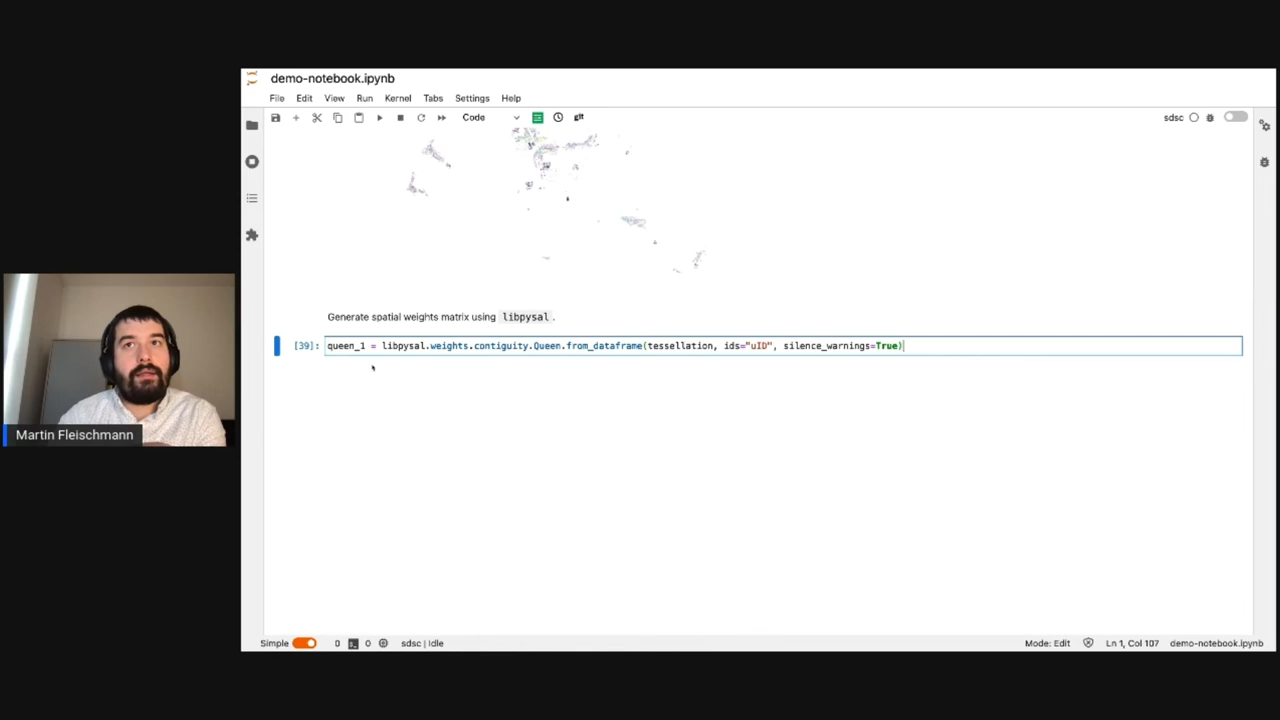 demo-notebook.ipynb
File Edit View Run Kernel Tabs Settings Help
Code git sdsc
Generate spatial weights matrix using libpysal.
[39]: queen_1 = libpysal.weights.contiguity.Queen.from_dataframe(tessellation, ids="uID", silence_warnings=True)
Martin Fleischmann
Simple 0 0 sdsc | Idle Mode: Edit Ln 1, Col 107 demo-notebook.ipynb